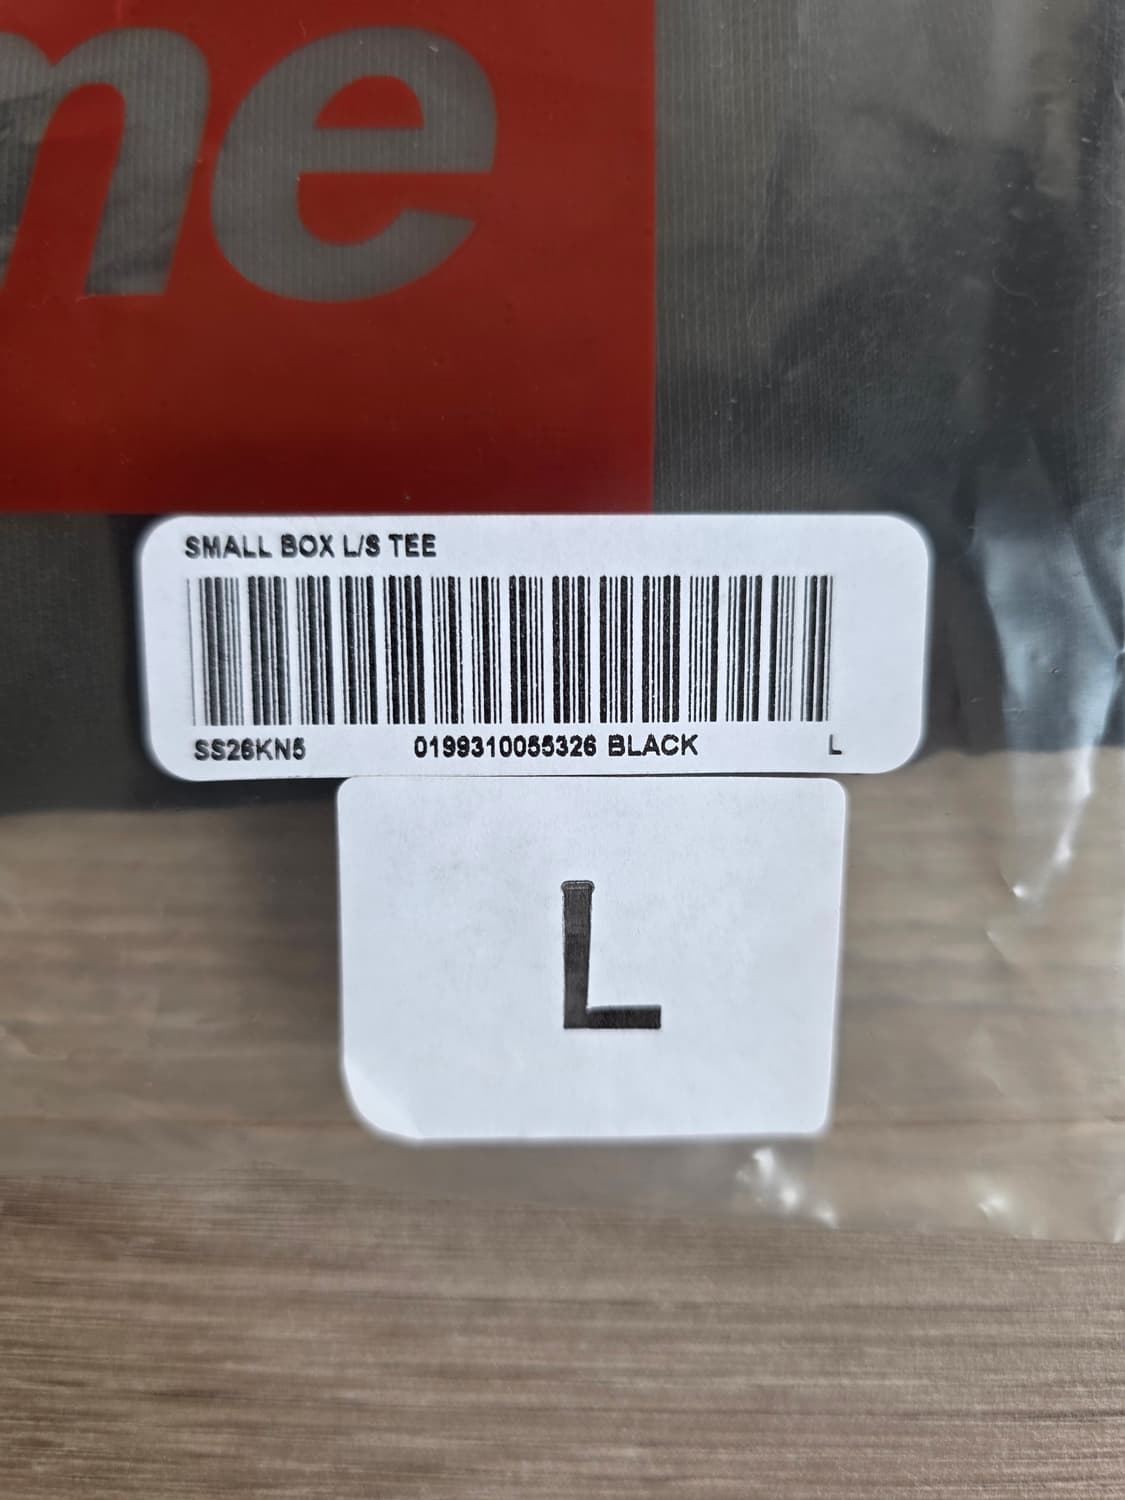 me
SMALL BOX L/S TEE
SS26KN5 0199310055326 BLACK L
L